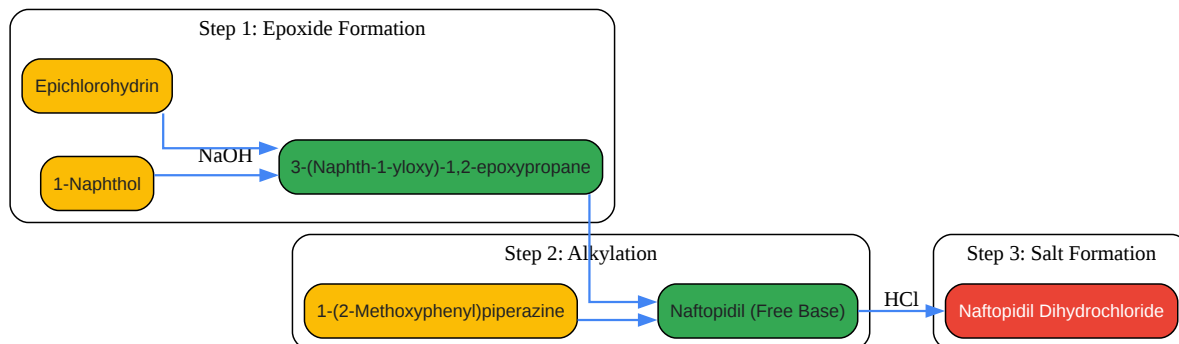 Step 1: Epoxide Formation
Epichlorohydrin
NaOH
1-Naphthol
3-(Naphth-1-yloxy)-1,2-epoxypropane
Step 2: Alkylation
1-(2-Methoxyphenyl)piperazine
Naftopidil (Free Base)
HCl
Step 3: Salt Formation
Naftopidil Dihydrochloride